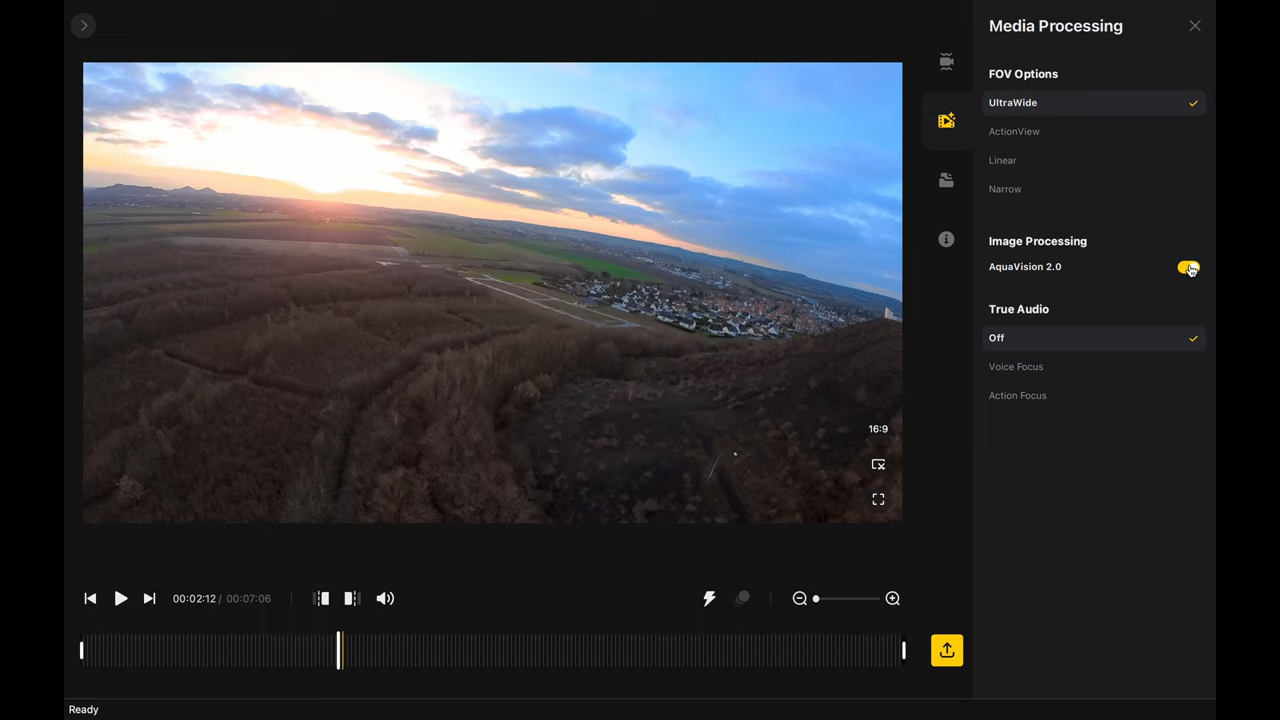 Media Processing
FOV Options
UltraWide
ActionView
Linear
Narrow
Image Processing
AquaVision 2.0
True Audio
Off
Voice Focus
Action Focus
16:9
00:02:12 / 00:07:06
Ready